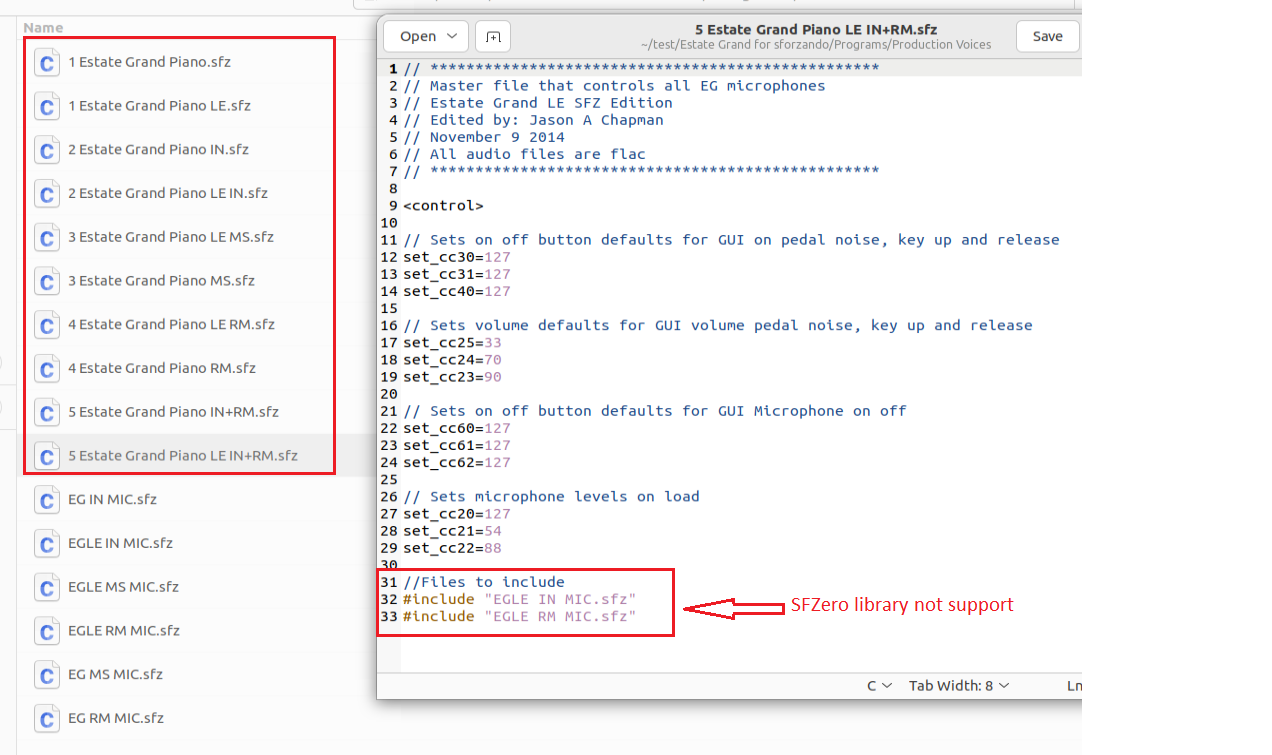 Name
1 Estate Grand Piano.sfz
1 Estate Grand Piano LE.sfz
2 Estate Grand Piano IN.sfz
2 Estate Grand Piano LE IN.sfz
3 Estate Grand Piano LE MS.sfz
3 Estate Grand Piano MS.sfz
4 Estate Grand Piano LE RM.sfz
4 Estate Grand Piano RM.sfz
5 Estate Grand Piano IN+RM.sfz
5 Estate Grand Piano LE IN+RM.sfz
EG IN MIC.sfz
EGLE IN MIC.sfz
EGLE MS MIC.sfz
EGLE RM MIC.sfz
EG MS MIC.sfz
EG RM MIC.sfz
Open
5 Estate Grand Piano LE IN+RM.sfz
~/test/Estate Grand for sforzando/Programs/Production Voices
Save
1 // **************************************************
2 // Master file that controls all EG microphones
3 // Estate Grand LE SFZ Edition
4 // Edited by: Jason A Chapman
5 // November 9 2014
6 // All audio files are flac
7 // **************************************************
8
9 <control>
10
11 // Sets on off button defaults for GUI on pedal noise, key up and release
12 set_cc30=127
13 set_cc31=127
14 set_cc40=127
15
16 // Sets volume defaults for GUI volume pedal noise, key up and release
17 set_cc25=33
18 set_cc24=70
19 set_cc23=90
20
21 // Sets on off button defaults for GUI Microphone on off
22 set_cc60=127
23 set_cc61=127
24 set_cc62=127
25
26 // Sets microphone levels on load
27 set_cc20=127
28 set_cc21=54
29 set_cc22=88
30
31 //Files to include
32 #include "EGLE IN MIC.sfz"
33 #include "EGLE RM MIC.sfz"
SFZero library not support
C
Tab Width: 8
Ln